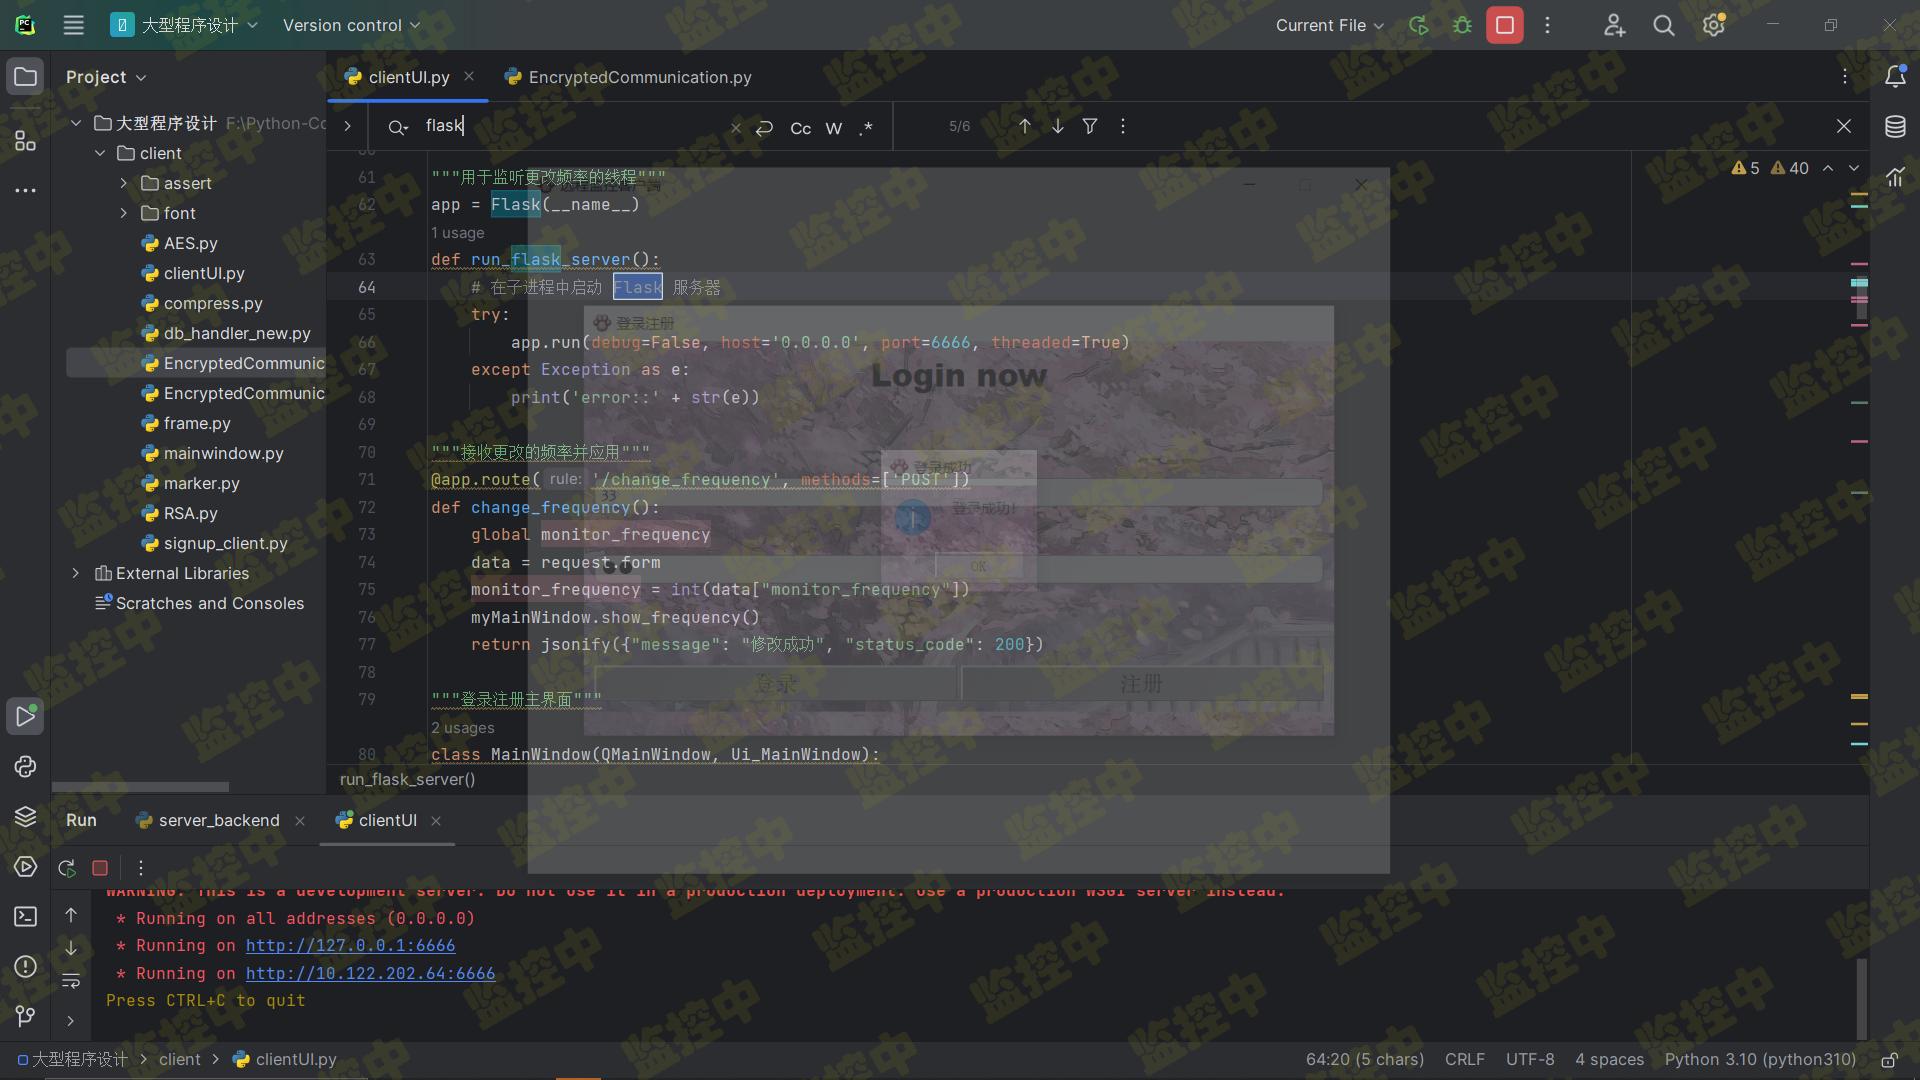 大型程序设计
Version control
Current File
Project
clientUI.py
EncryptedCommunication.py
大型程序设计 F:\Python-Co
client
assert
font
AES.py
clientUI.py
compress.py
db_handler_new.py
EncryptedCommunic
EncryptedCommunic
frame.py
mainwindow.py
marker.py
RSA.py
signup_client.py
External Libraries
Scratches and Consoles
flask
Cc W .*
5/6
5 40
61 """用于监听更改频率的线程"""
62 app = Flask(__name__)
1 usage
63 def run_flask_server():
64 # 在子进程中启动 Flask 服务器
65 try:
66 app.run(debug=False, host='0.0.0.0', port=6666, threaded=True)
67 except Exception as e:
68 print('error::' + str(e))
69
70 """接收更改的频率并应用"""
71 @app.route( rule: '/change_frequency', methods=['POST'])
72 def change_frequency():
73 global monitor_frequency
74 data = request.form
75 monitor_frequency = int(data["monitor_frequency"])
76 myMainWindow.show_frequency()
77 return jsonify({"message": "修改成功", "status_code": 200})
78
79 """登录注册主界面"""
2 usages
80 class MainWindow(QMainWindow, Ui_MainWindow):
run_flask_server()
远程监控客户端
登录注册
Login now
33
登录成功
登录成功!
OK
登录
注册
Run
server_backend
clientUI
WARNING: This is a development server. Do not use it in a production deployment. Use a production WSGI server instead.
* Running on all addresses (0.0.0.0)
* Running on http://127.0.0.1:6666
* Running on http://10.122.202.64:6666
Press CTRL+C to quit
大型程序设计 > client > clientUI.py
64:20 (5 chars) CRLF UTF-8 4 spaces Python 3.10 (python310)
监控中